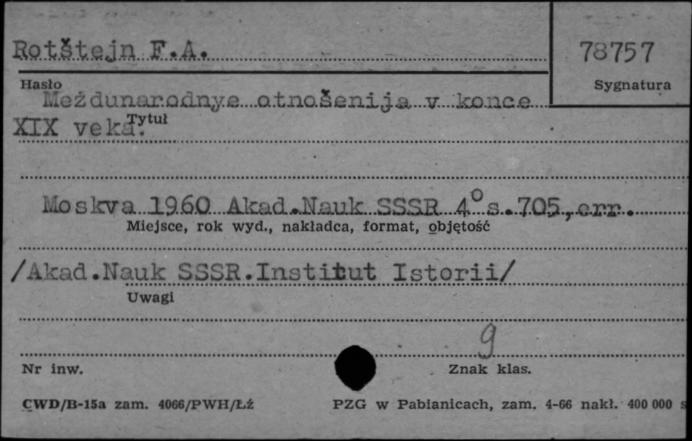 Rotštejn F.A.
78757
Hasło
Sygnatura
Meždunarodnye otnošenija v konce
XIX veka.
Tytuł
Moskva 1960 Akad.Nauk SSSR 4° s.705,err.
Miejsce, rok wyd., nakładca, format, objętość
/Akad.Nauk SSSR.Institut Istorii/
Uwagi
g
Nr inw.
Znak klas.
CWD/B-15a zam. 4066/PWH/Łź
PZG w Pabianicach, zam. 4-66 nakł. 400 000 s